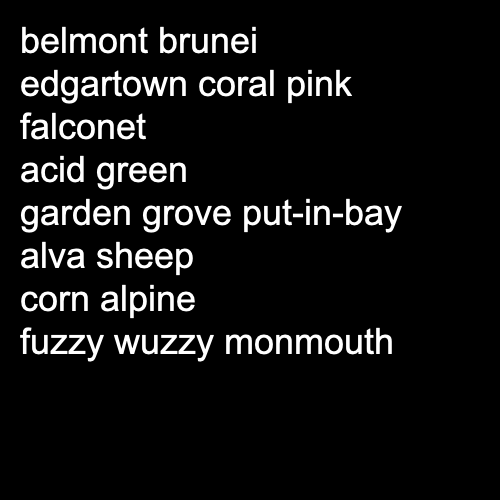 belmont brunei
edgartown coral pink
falconet
acid green
garden grove put-in-bay
alva sheep
corn alpine
fuzzy wuzzy monmouth